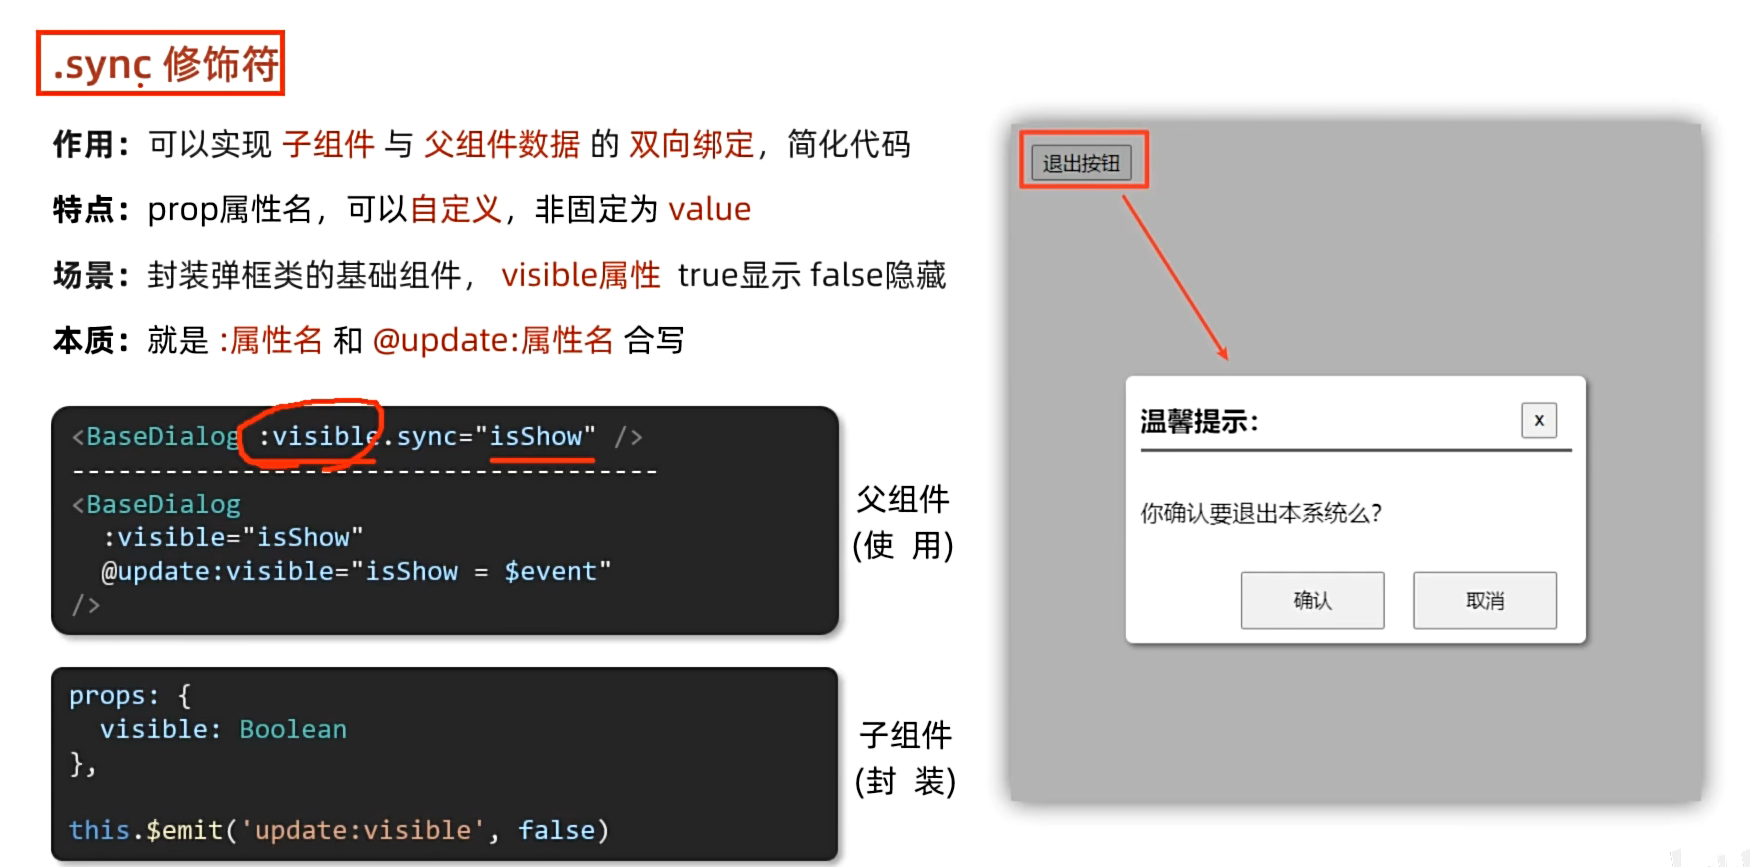 .sync 修饰符
作用：可以实现 子组件 与 父组件数据 的 双向绑定，简化代码
特点：prop属性名，可以自定义，非固定为 value
场景：封装弹框类的基础组件， visible属性 true显示 false隐藏
本质：就是 :属性名 和 @update:属性名 合写
<BaseDialog :visible.sync="isShow" />
--------------------------------------
<BaseDialog
  :visible="isShow"
  @update:visible="isShow = $event"
/>
父组件
(使 用)
props: {
  visible: Boolean
},
this.$emit('update:visible', false)
子组件
(封 装)
退出按钮
温馨提示：
x
你确认要退出本系统么？
确认
取消